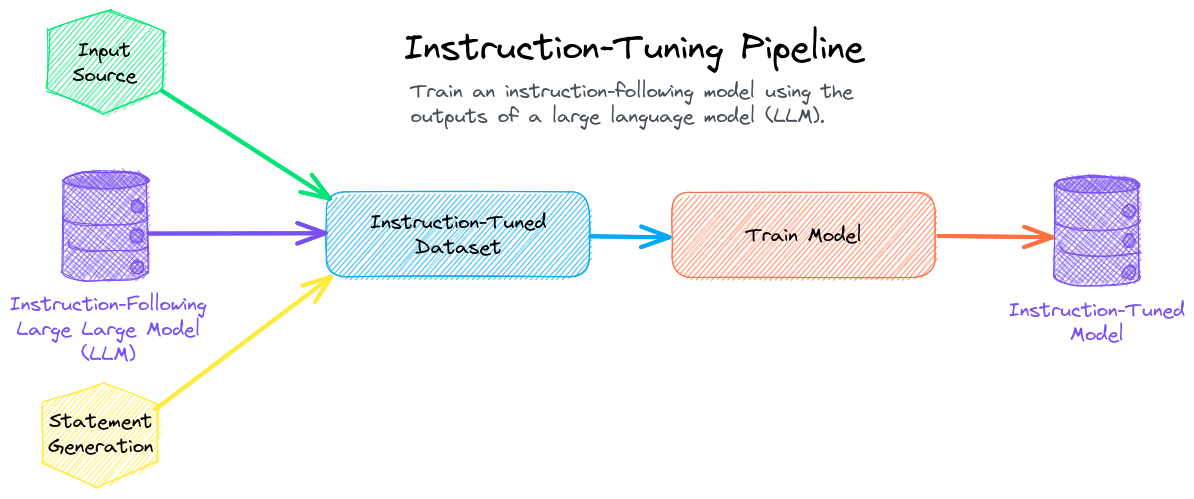 Instruction-Tuning Pipeline
Train an instruction-following model using the
outputs of a large language model (LLM).
Input
Source
Instruction-Following
Large Large Model
(LLM)
Statement
Generation
Instruction-Tuned
Dataset
Train Model
Instruction-Tuned
Model